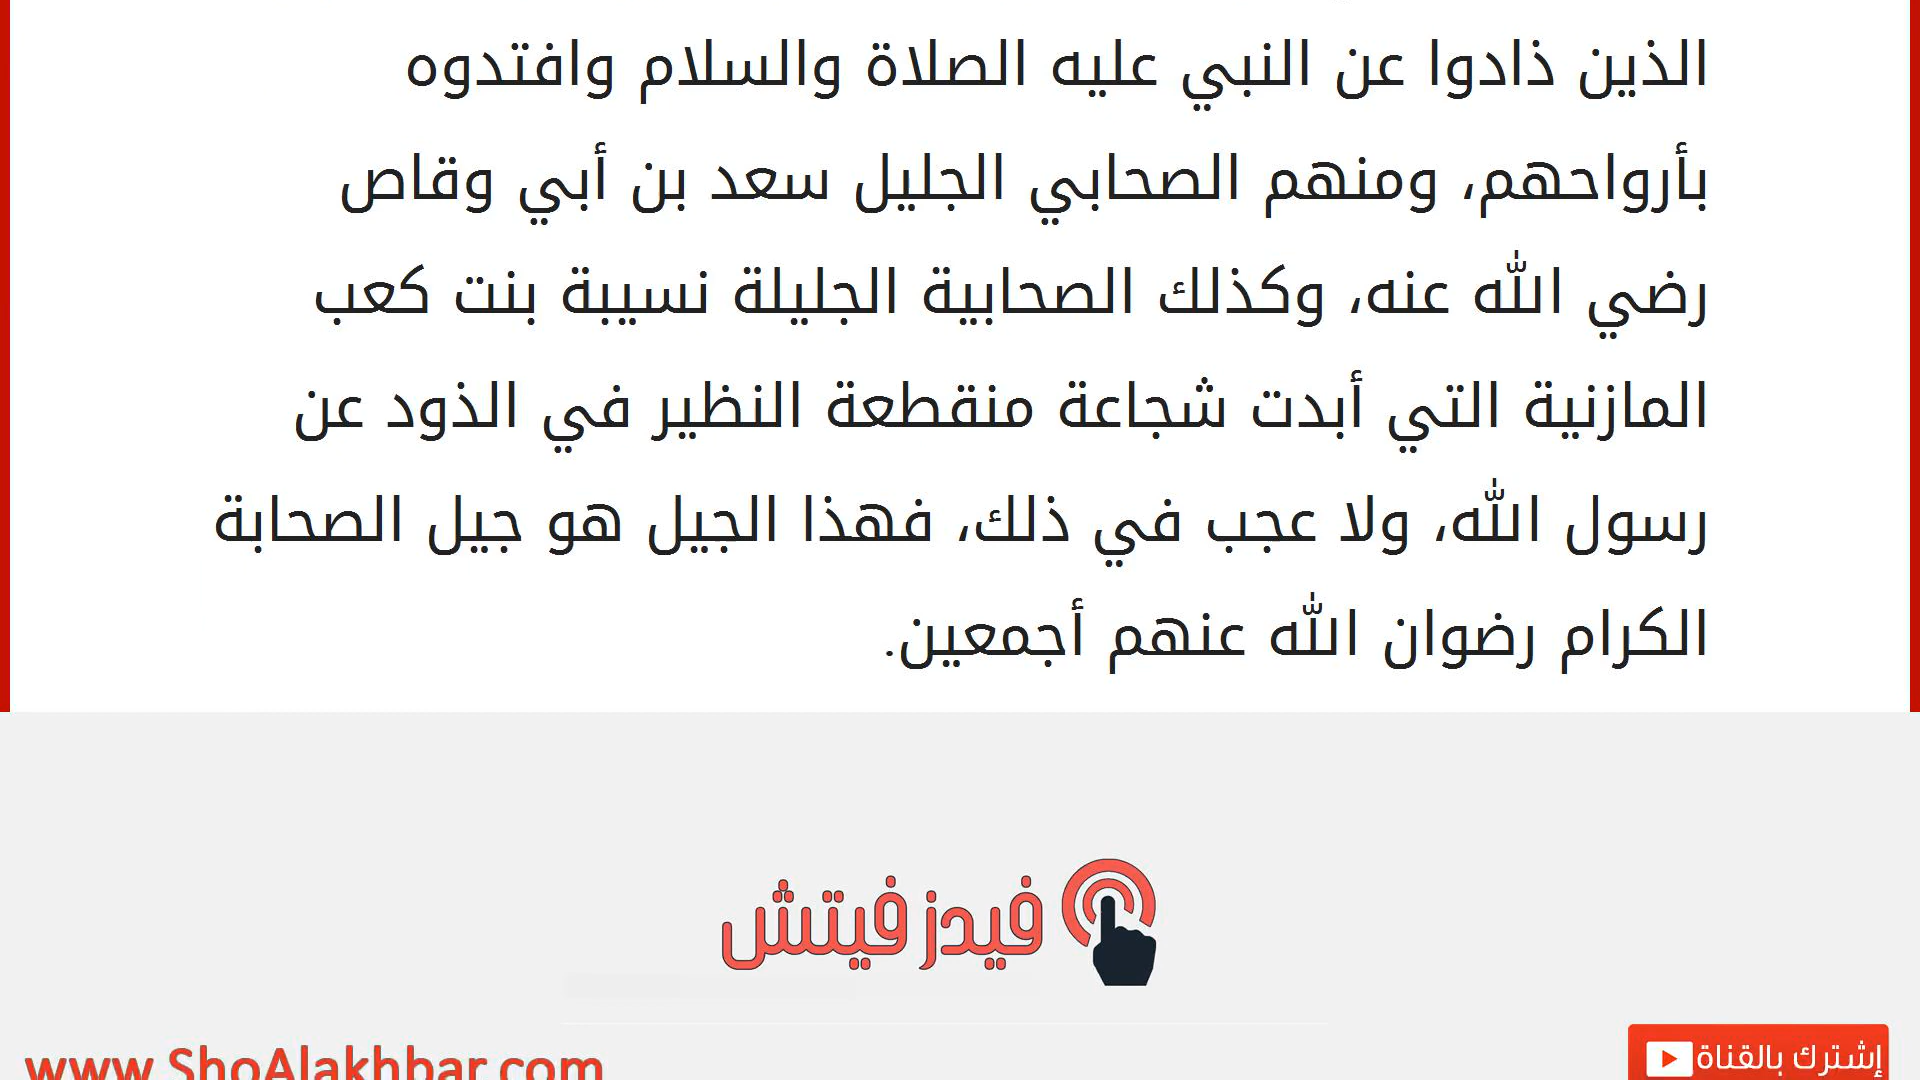 الذين ذادوا عن النبي عليه الصلاة والسلام وافتدوه
بأرواحهم، ومنهم الصحابي الجليل سعد بن أبي وقاص
رضي الله عنه، وكذلك الصحابية الجليلة نسيبة بنت كعب
المازنية التي أبدت شجاعة منقطعة النظير في الذود عن
رسول الله، ولا عجب في ذلك، فهذا الجيل هو جيل الصحابة
الكرام رضوان الله عنهم أجمعين.
فيدز فيتش
www.ShoAlakhbar.com
إشترك بالقناة